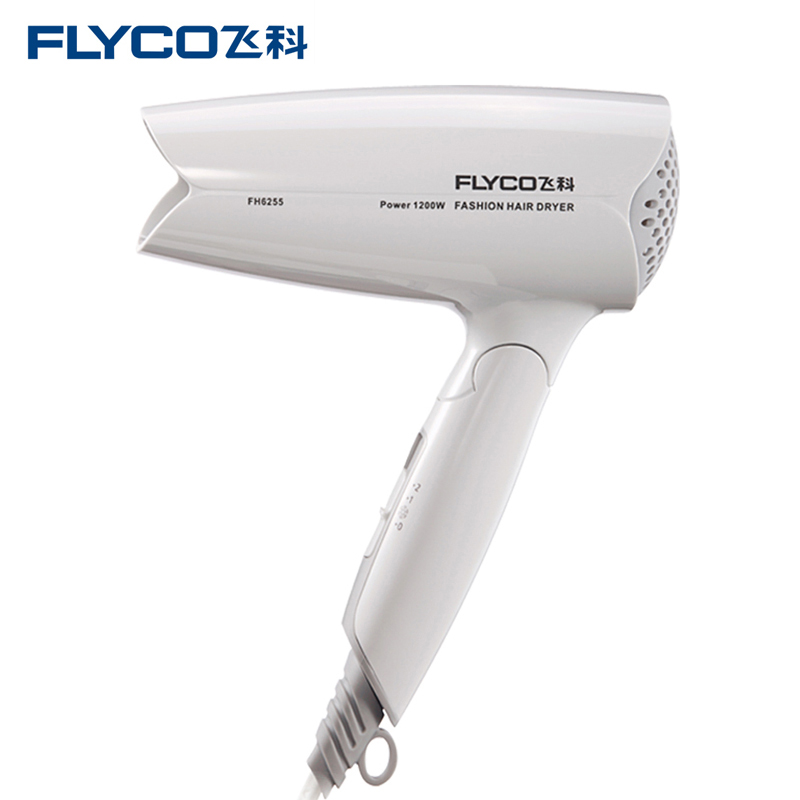 FLYCO飞科
FLYCO飞科
FH6255
Power 1200W FASHION HAIR DRYER